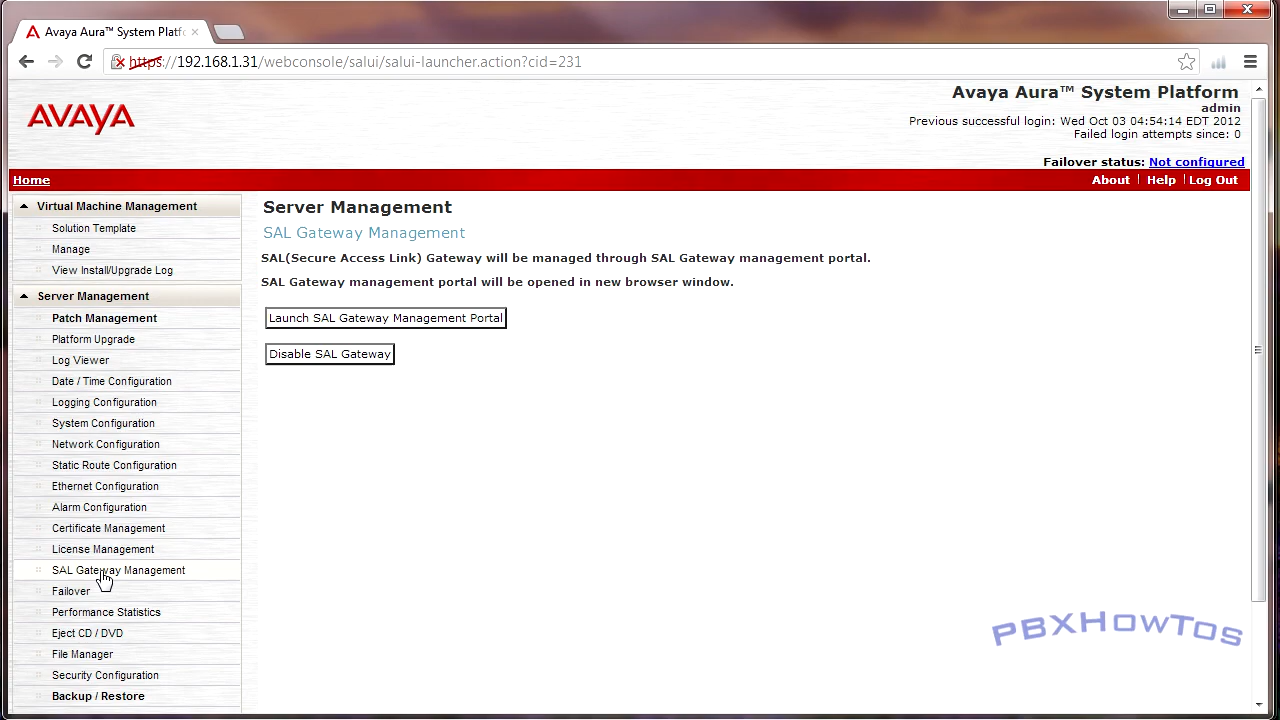 Avaya Aura™ System Platf
https://192.168.1.31/webconsole/salui/salui-launcher.action?cid=231
AVAYA
Avaya Aura™ System Platform
admin
Previous successful login: Wed Oct 03 04:54:14 EDT 2012
Failed login attempts since: 0
Failover status: Not configured
Home
About Help Log Out
Virtual Machine Management
Solution Template
Manage
View Install/Upgrade Log
Server Management
Patch Management
Platform Upgrade
Log Viewer
Date / Time Configuration
Logging Configuration
System Configuration
Network Configuration
Static Route Configuration
Ethernet Configuration
Alarm Configuration
Certificate Management
License Management
SAL Gateway Management
Failover
Performance Statistics
Eject CD / DVD
File Manager
Security Configuration
Backup / Restore
Server Management
SAL Gateway Management
SAL(Secure Access Link) Gateway will be managed through SAL Gateway management portal.
SAL Gateway management portal will be opened in new browser window.
Launch SAL Gateway Management Portal
Disable SAL Gateway
PBXHowTos